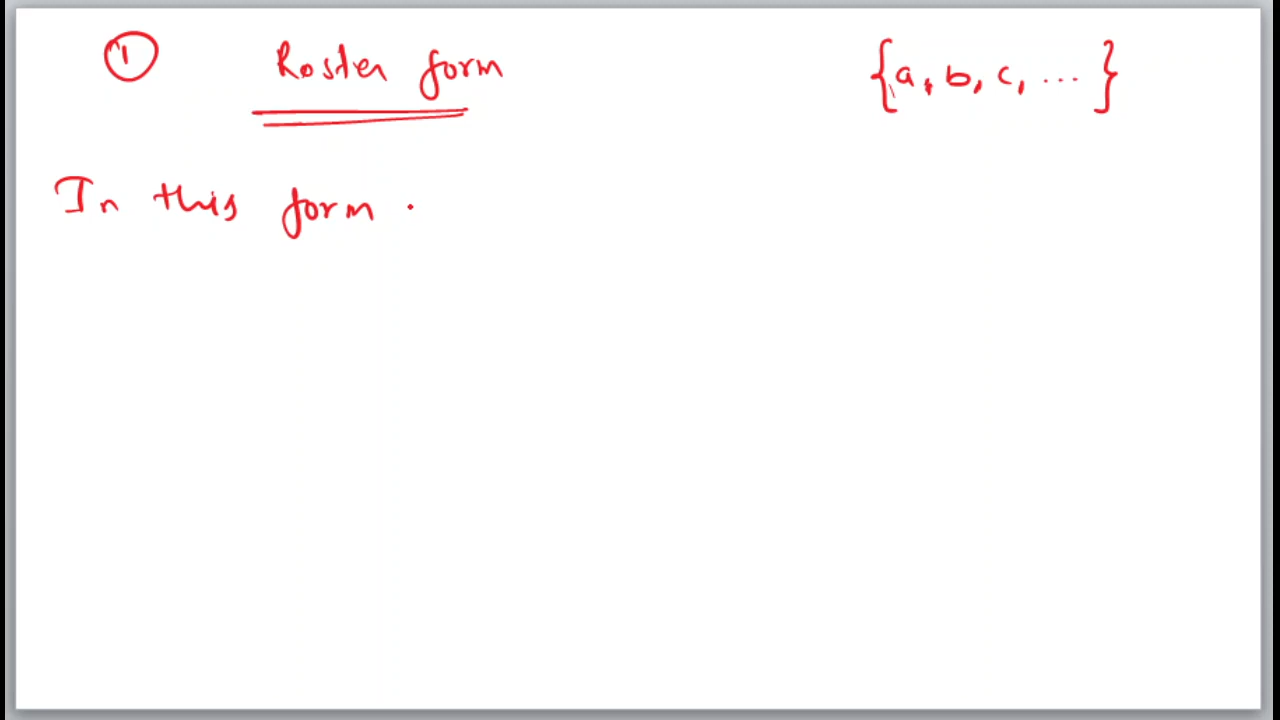 ① Roster form {a, b, c, ...}
In this form .